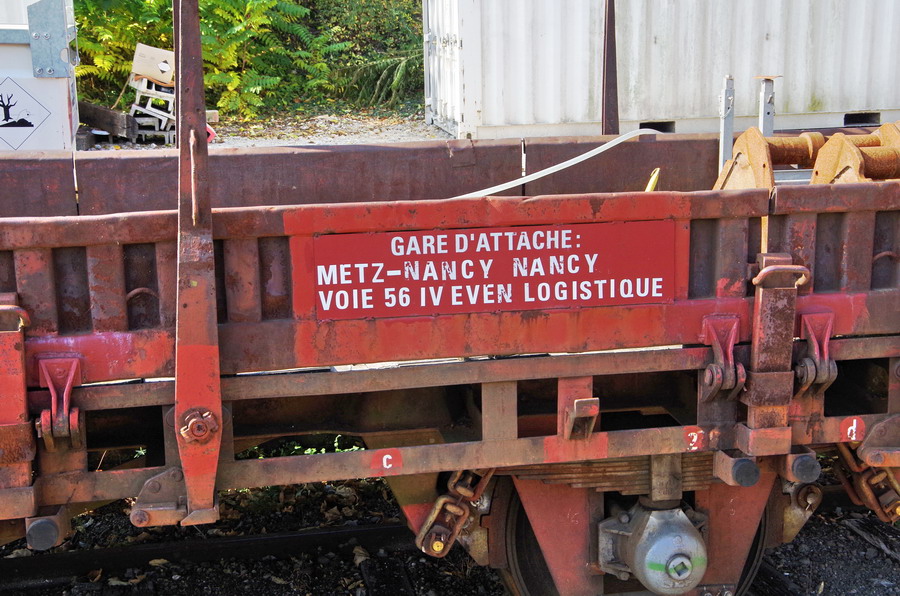 GARE D'ATTACHE:
METZ-NANCY NANCY
VOIE 56 IV EVEN LOGISTIQUE
c
d